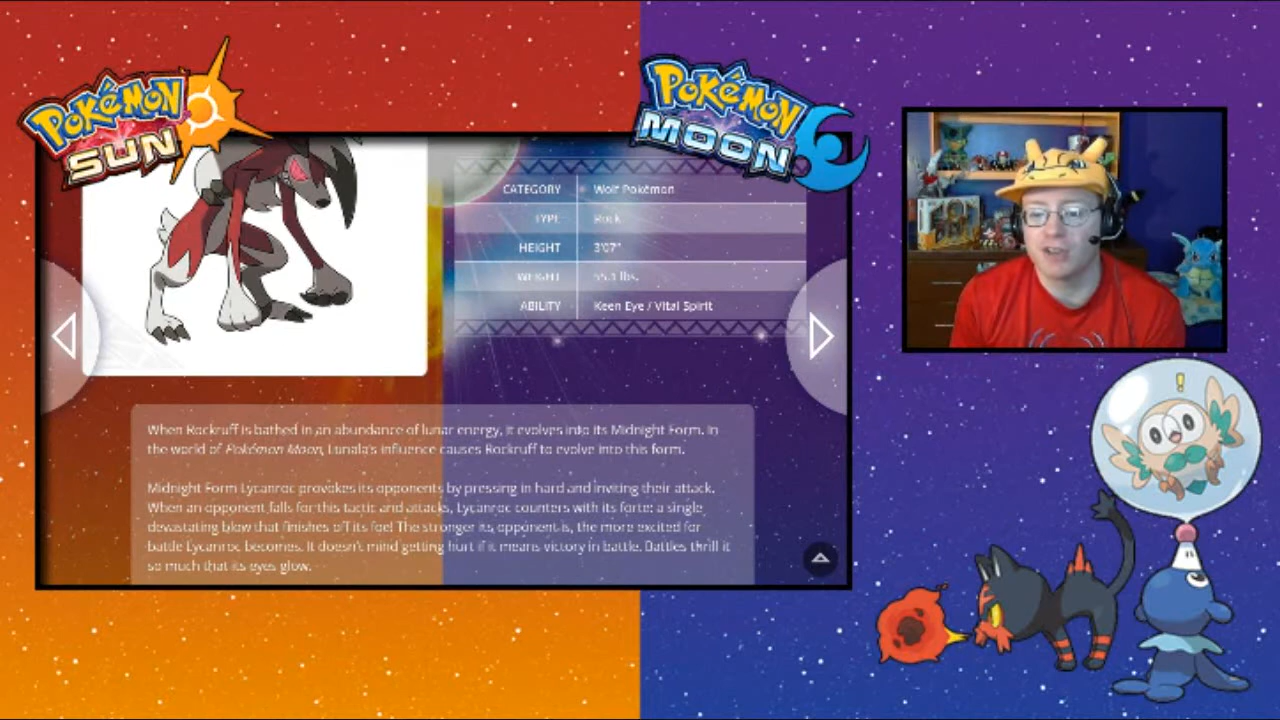 POKÉMON
SUN
POKÉMON
MOON
CATEGORY Wolf Pokémon
TYPE Rock
HEIGHT 3'07"
WEIGHT 55.1 lbs.
ABILITY Keen Eye / Vital Spirit
When Rockruff is bathed in an abundance of lunar energy, it evolves into its Midnight Form. In
the world of Pokémon Moon, Lunala's influence causes Rockruff to evolve into this form.
Midnight Form Lycanroc provokes its opponents by pressing in hard and inviting their attack.
When an opponent falls for this tactic and attacks, Lycanroc counters with its forte: a single,
devastating blow that finishes off its foe! The stronger its opponent is, the more excited for
battle Lycanroc becomes. It doesn't mind getting hurt if it means victory in battle. Battles thrill it
so much that its eyes glow.
!